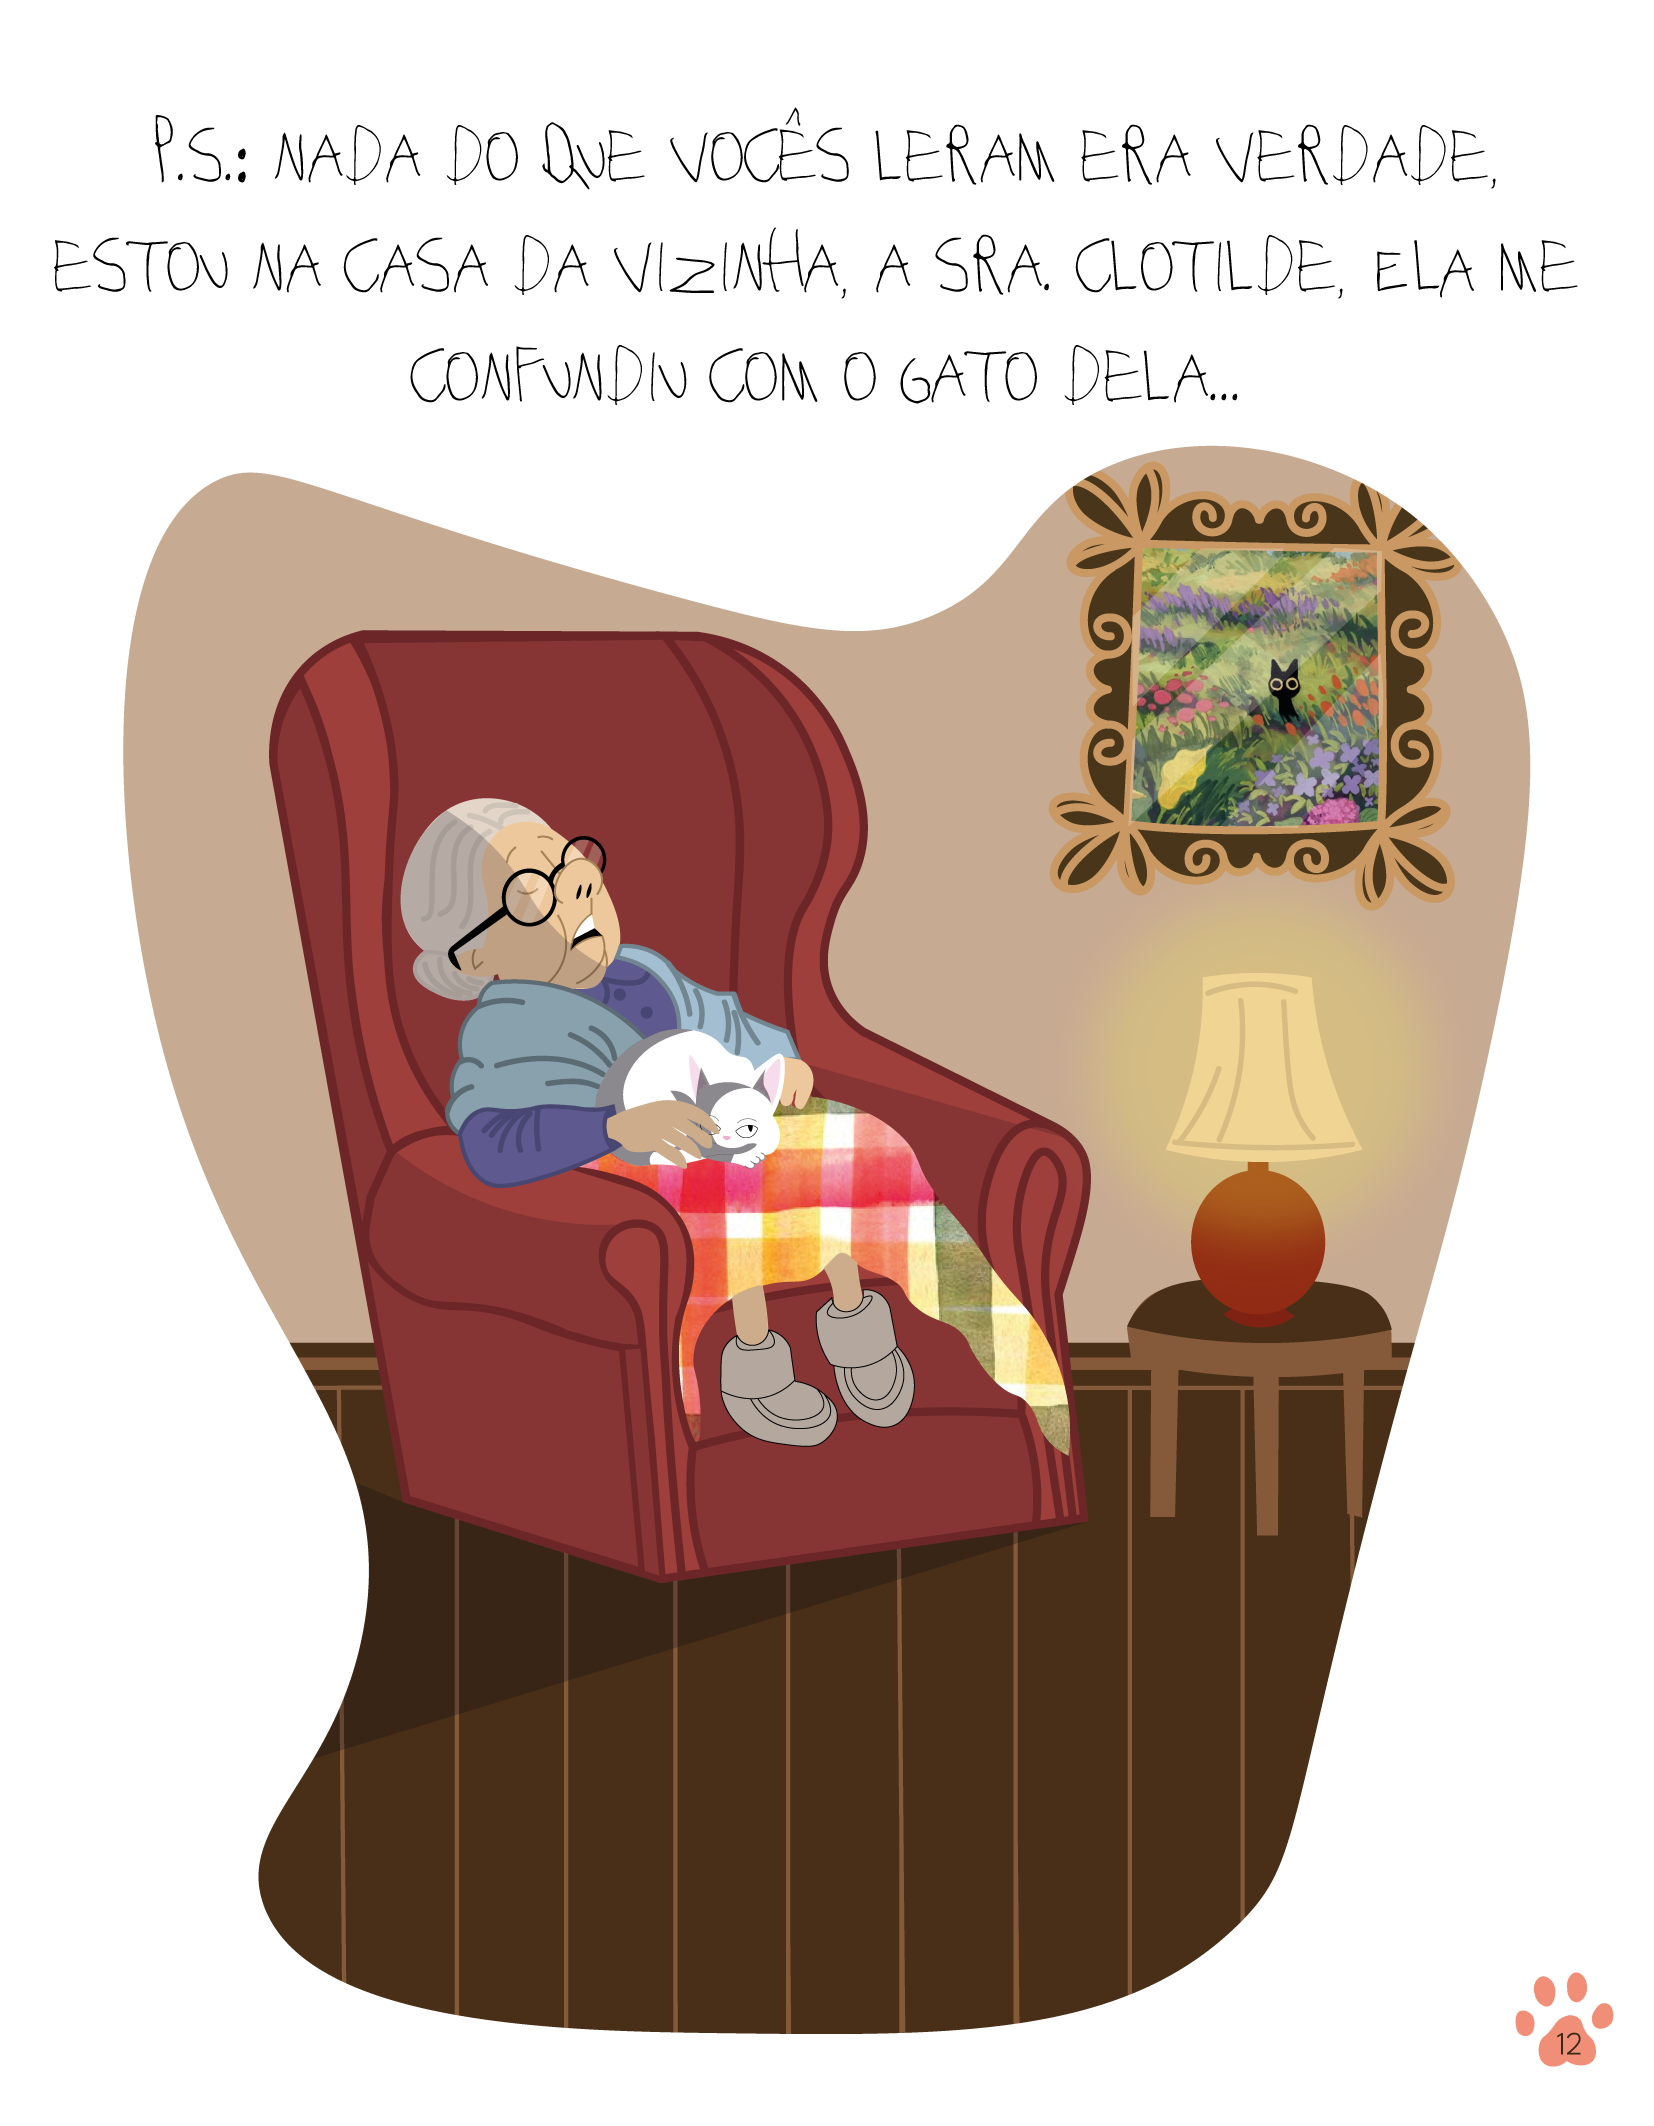 P.S.: NADA DO QUE VOCÊS LERAM ERA VERDADE,
ESTOU NA CASA DA VIZINHA, A SRA. CLOTILDE, ELA ME
CONFUNDIU COM O GATO DELA...
12